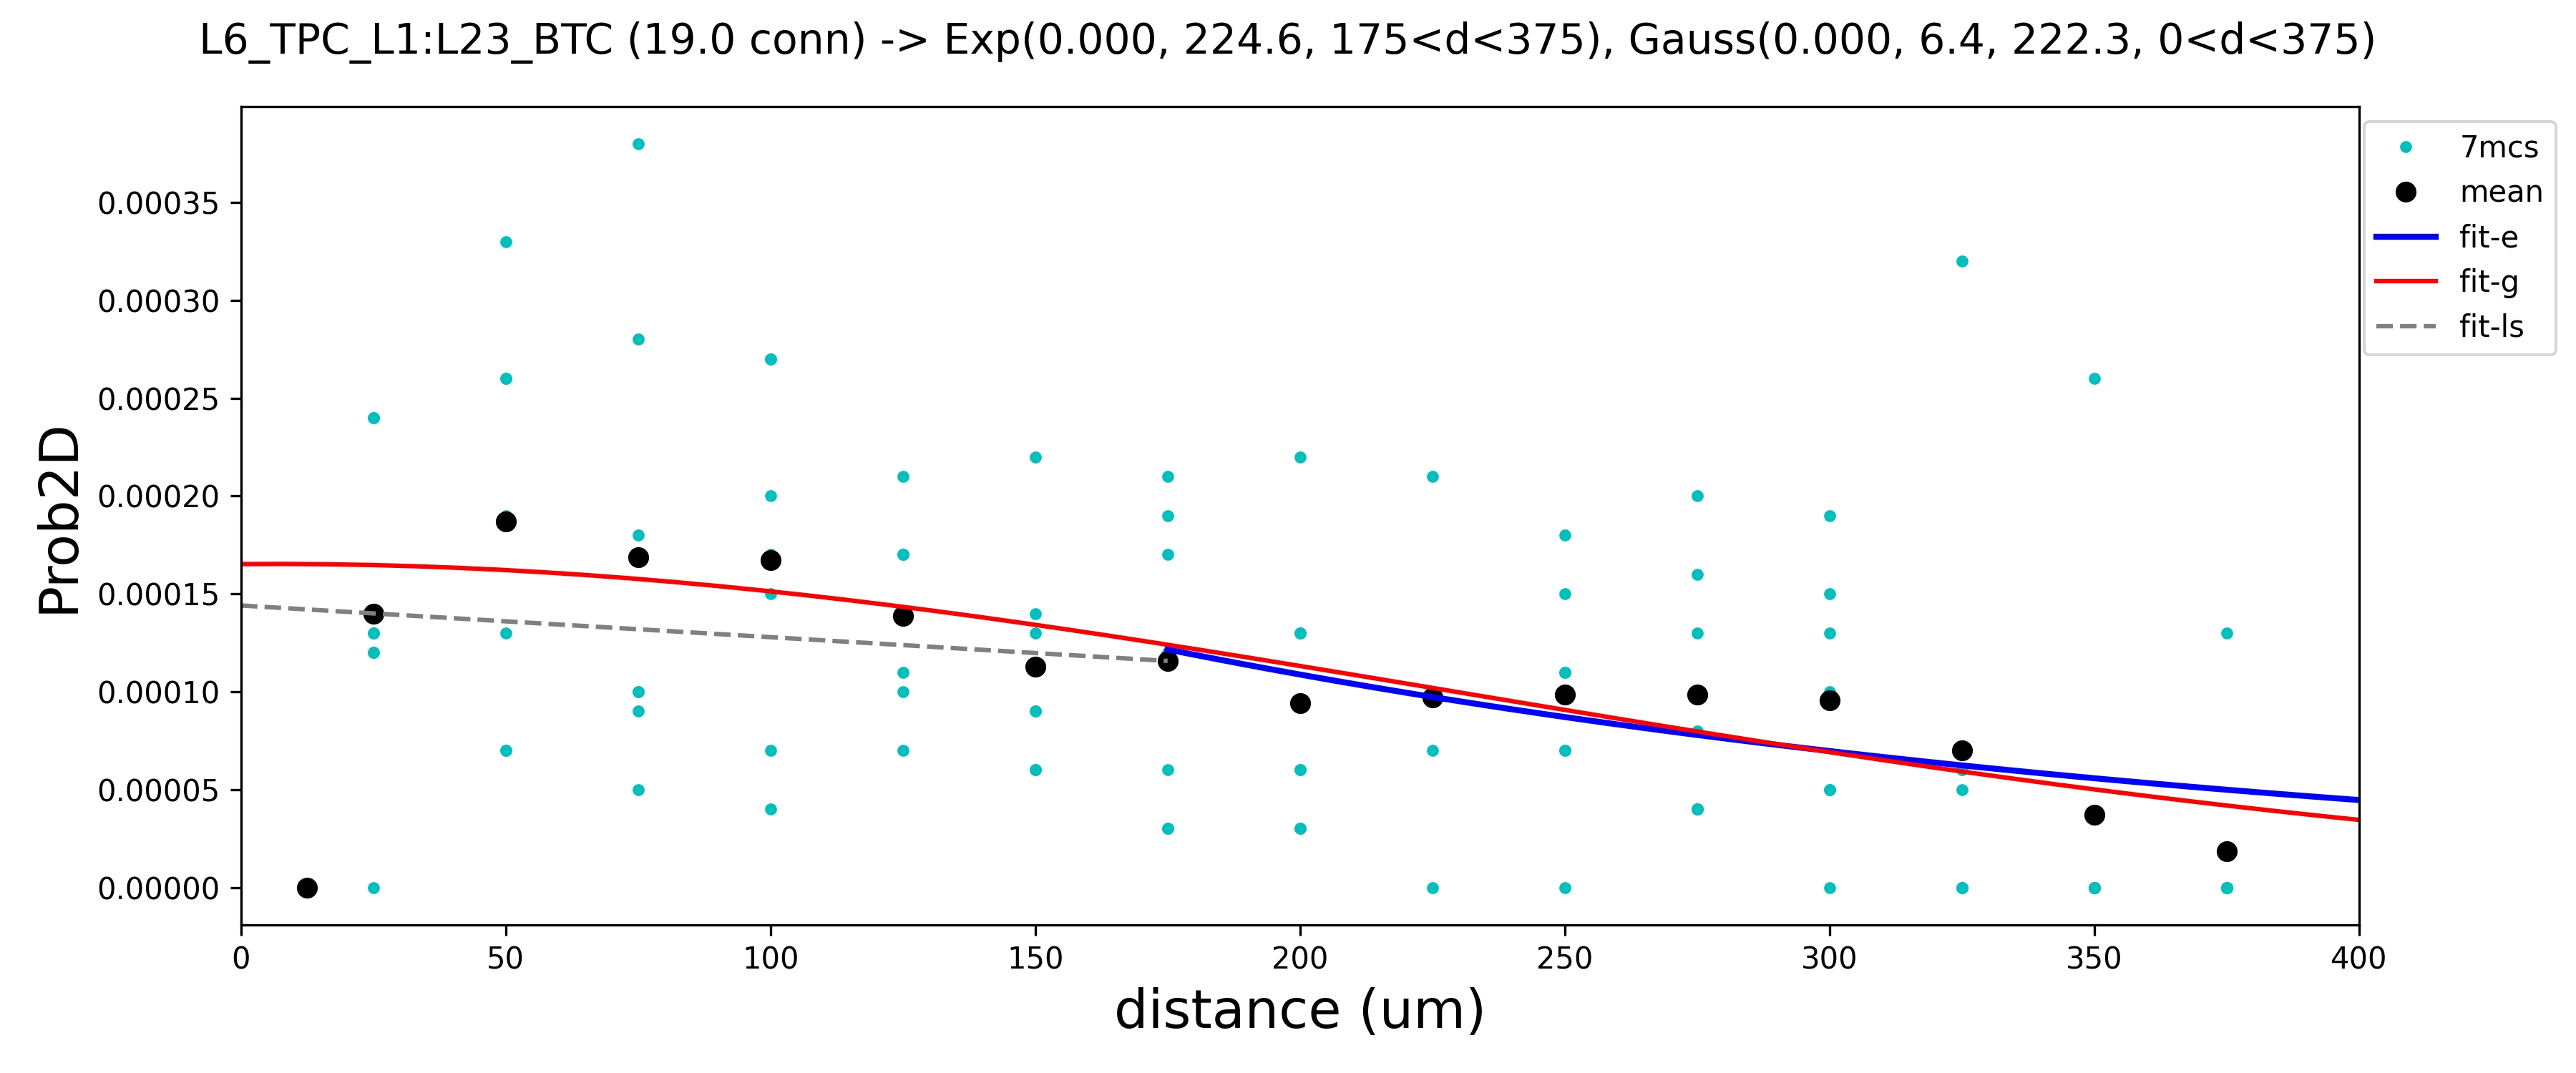 L6_TPC_L1:L23_BTC (19.0 conn) -> Exp(0.000, 224.6, 175<d<375), Gauss(0.000, 6.4, 222.3, 0<d<375)
7mcs
mean
fit-e
fit-g
fit-ls
Prob2D
0.00035
0.00030
0.00025
0.00020
0.00015
0.00010
0.00005
0.00000
0 50 100 150 200 250 300 350 400
distance (um)